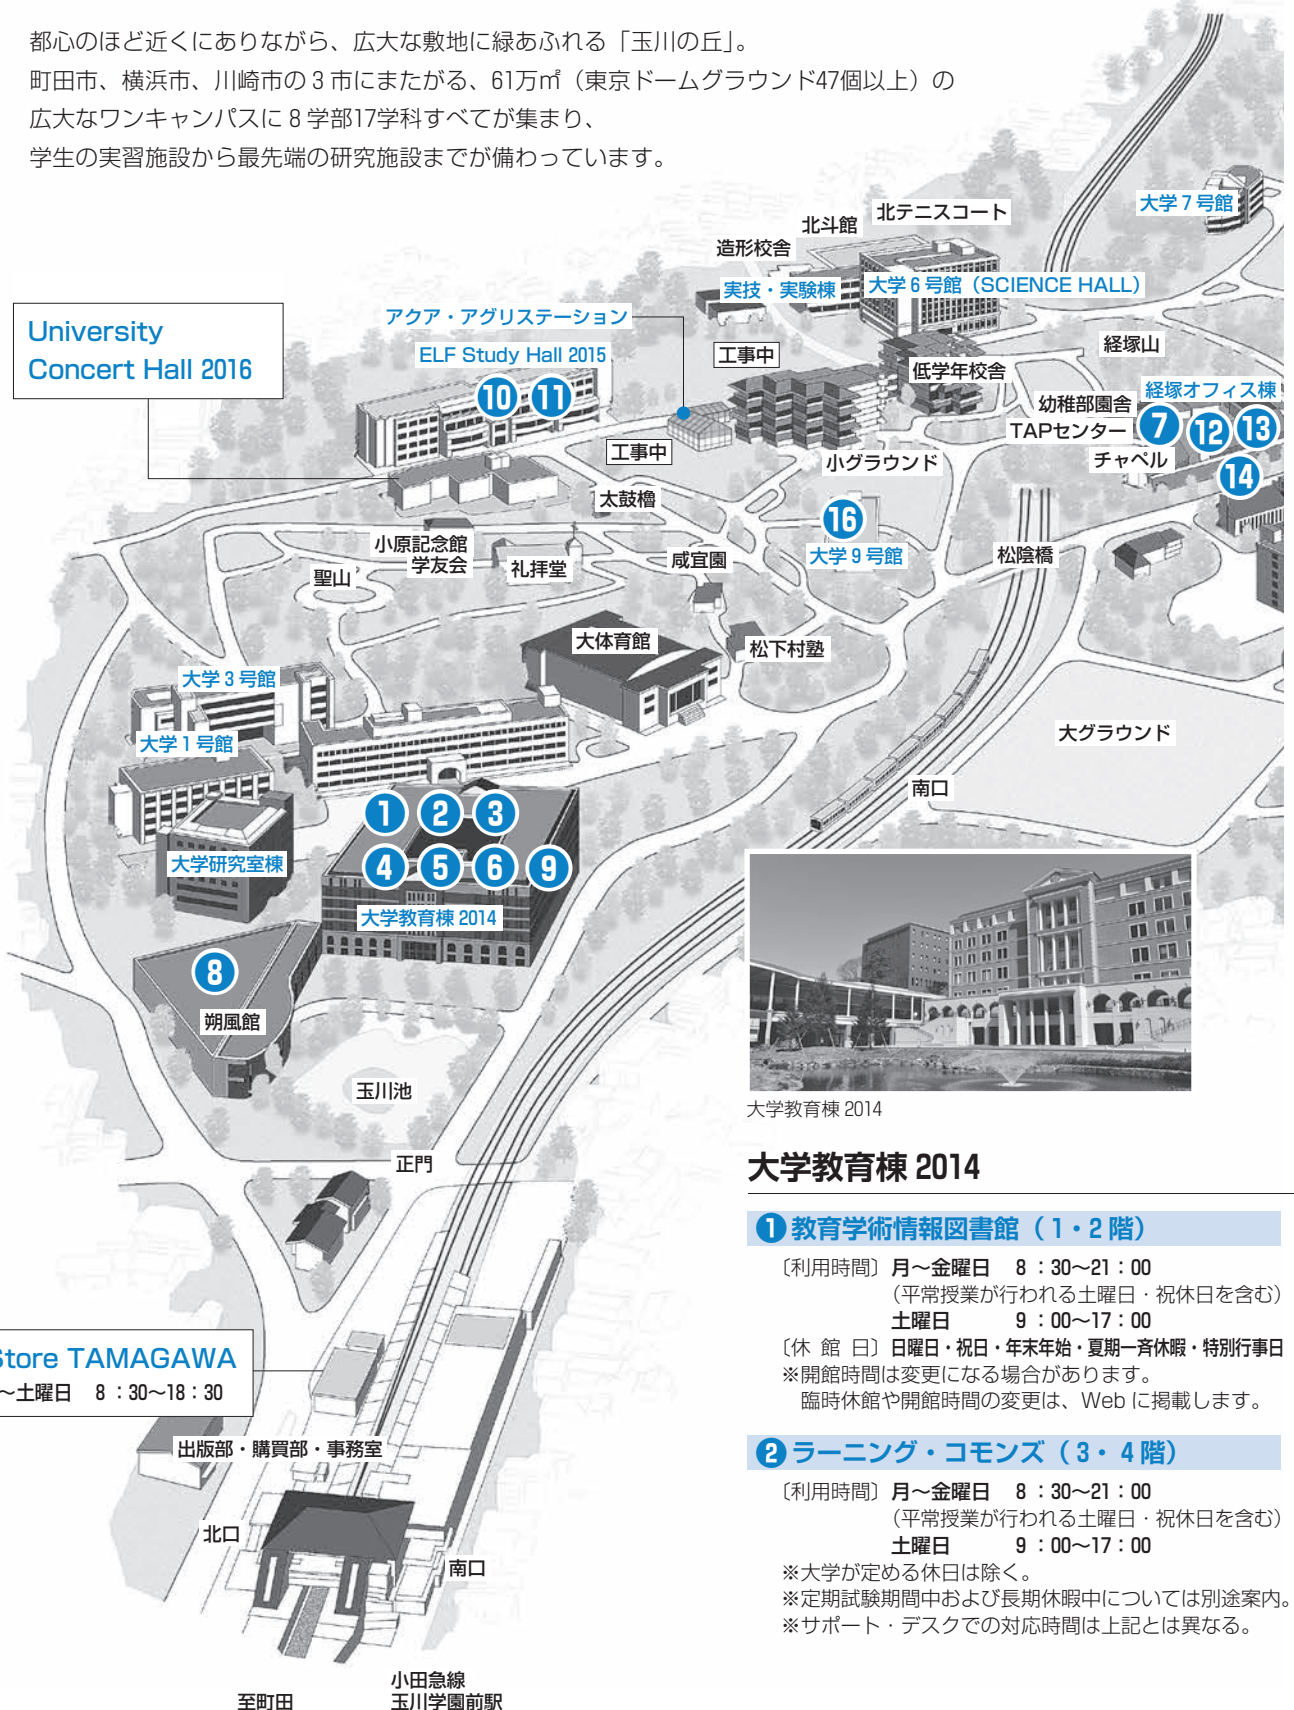 都心のほど近くにありながら、広大な敷地に緑あふれる「玉川の丘」。
町田市、横浜市、川崎市の3市にまたがる、61万㎡（東京ドームグラウンド47個以上）の
広大なワンキャンパスに8学部17学科すべてが集まり、
学生の実習施設から最先端の研究施設までが備わっています。
大学7号館
北テニスコート
北斗館
造形校舎
実技・実験棟
大学6号館（SCIENCE HALL）
University
Concert Hall 2016
アクア・アグリステーション
ELF Study Hall 2015
工事中
経塚山
低学年校舎
経塚オフィス棟
幼稚部園舎
TAPセンター
チャペル
7
12
13
14
10
11
工事中
小グラウンド
太鼓櫓
16
大学9号館
松陰橋
小原記念館
学友会
礼拝堂
咸宜園
聖山
大体育館
松下村塾
大学3号館
大学1号館
大グラウンド
南口
1
2
3
4
5
6
9
大学研究室棟
大学教育棟 2014
8
朔風館
玉川池
正門
大学教育棟 2014
大学教育棟 2014
1 教育学術情報図書館（1・2階）
〔利用時間〕月～金曜日　8：30～21：00
（平常授業が行われる土曜日・祝休日を含む）
土曜日　9：00～17：00
〔休館日〕日曜日・祝日・年末年始・夏期一斉休暇・特別行事日
※開館時間は変更になる場合があります。
臨時休館や開館時間の変更は、Webに掲載します。
2 ラーニング・コモンズ（3・4階）
〔利用時間〕月～金曜日　8：30～21：00
（平常授業が行われる土曜日・祝休日を含む）
土曜日　9：00～17：00
※大学が定める休日は除く。
※定期試験期間中および長期休暇中については別途案内。
※サポート・デスクでの対応時間は上記とは異なる。
Store TAMAGAWA
～土曜日　8：30～18：30
出版部・購買部・事務室
北口
南口
小田急線
玉川学園前駅
至町田